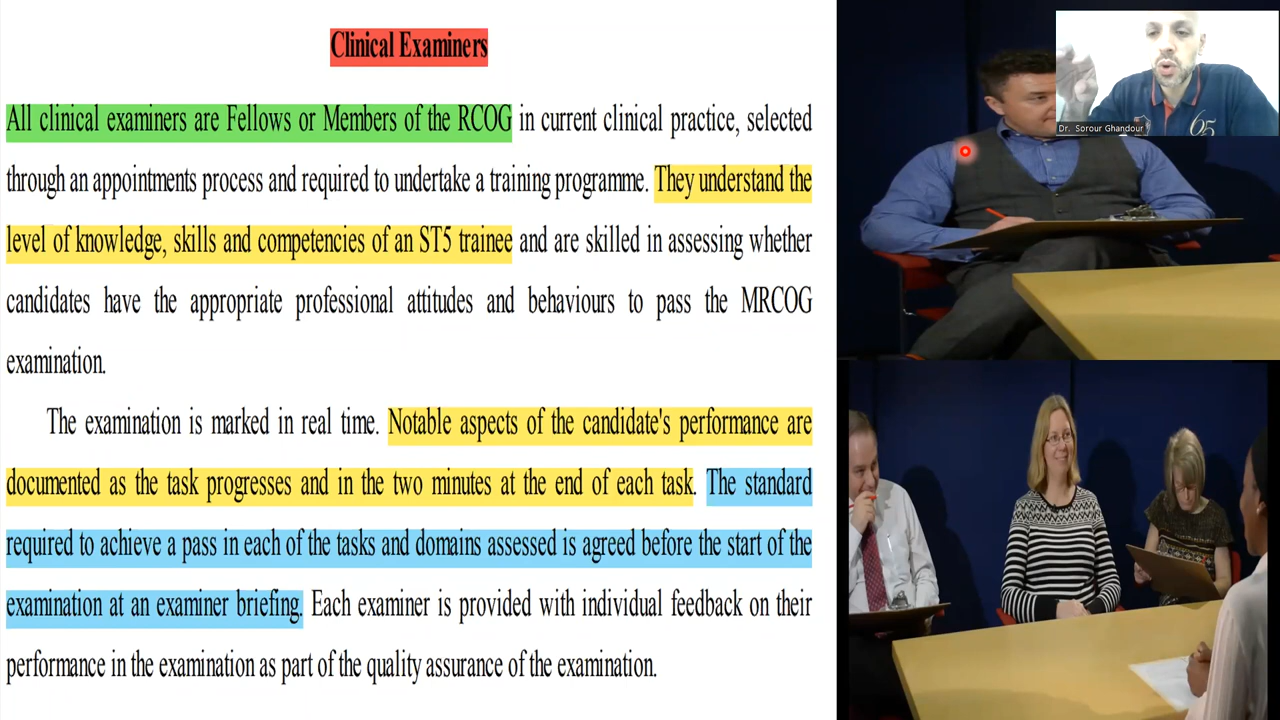 Clinical Examiners
All clinical examiners are Fellows or Members of the RCOG in current clinical practice, selected
through an appointments process and required to undertake a training programme. They understand the
level of knowledge, skills and competencies of an ST5 trainee and are skilled in assessing whether
candidates have the appropriate professional attitudes and behaviours to pass the MRCOG
examination.
The examination is marked in real time. Notable aspects of the candidate's performance are
documented as the task progresses and in the two minutes at the end of each task. The standard
required to achieve a pass in each of the tasks and domains assessed is agreed before the start of the
examination at an examiner briefing. Each examiner is provided with individual feedback on their
performance in the examination as part of the quality assurance of the examination.
Dr. Sorour Ghandour
65